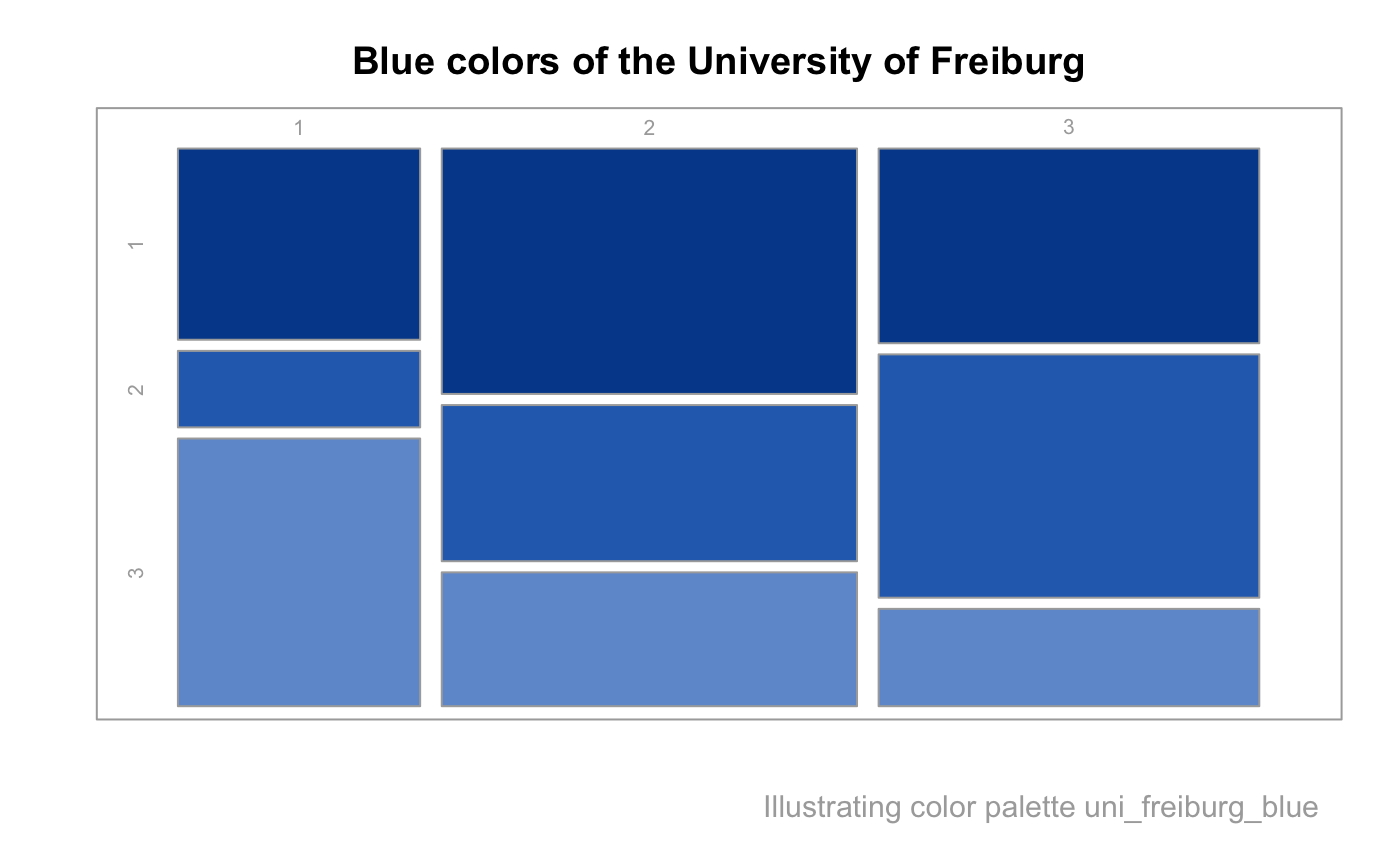 Blue colors of the University of Freiburg
1 2 3
1
2
3
Illustrating color palette uni_freiburg_blue